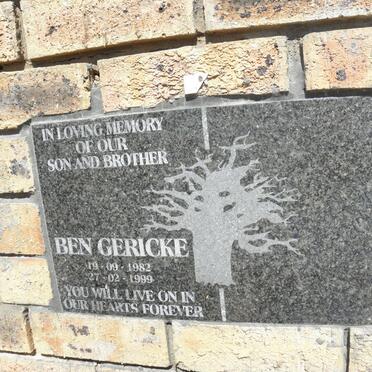 IN LOVING MEMORY
OF OUR
SON AND BROTHER
BEN GERICKE
19 - 09 - 1982
27 - 02 - 1999
YOU WILL LIVE ON IN
OUR HEARTS FOREVER